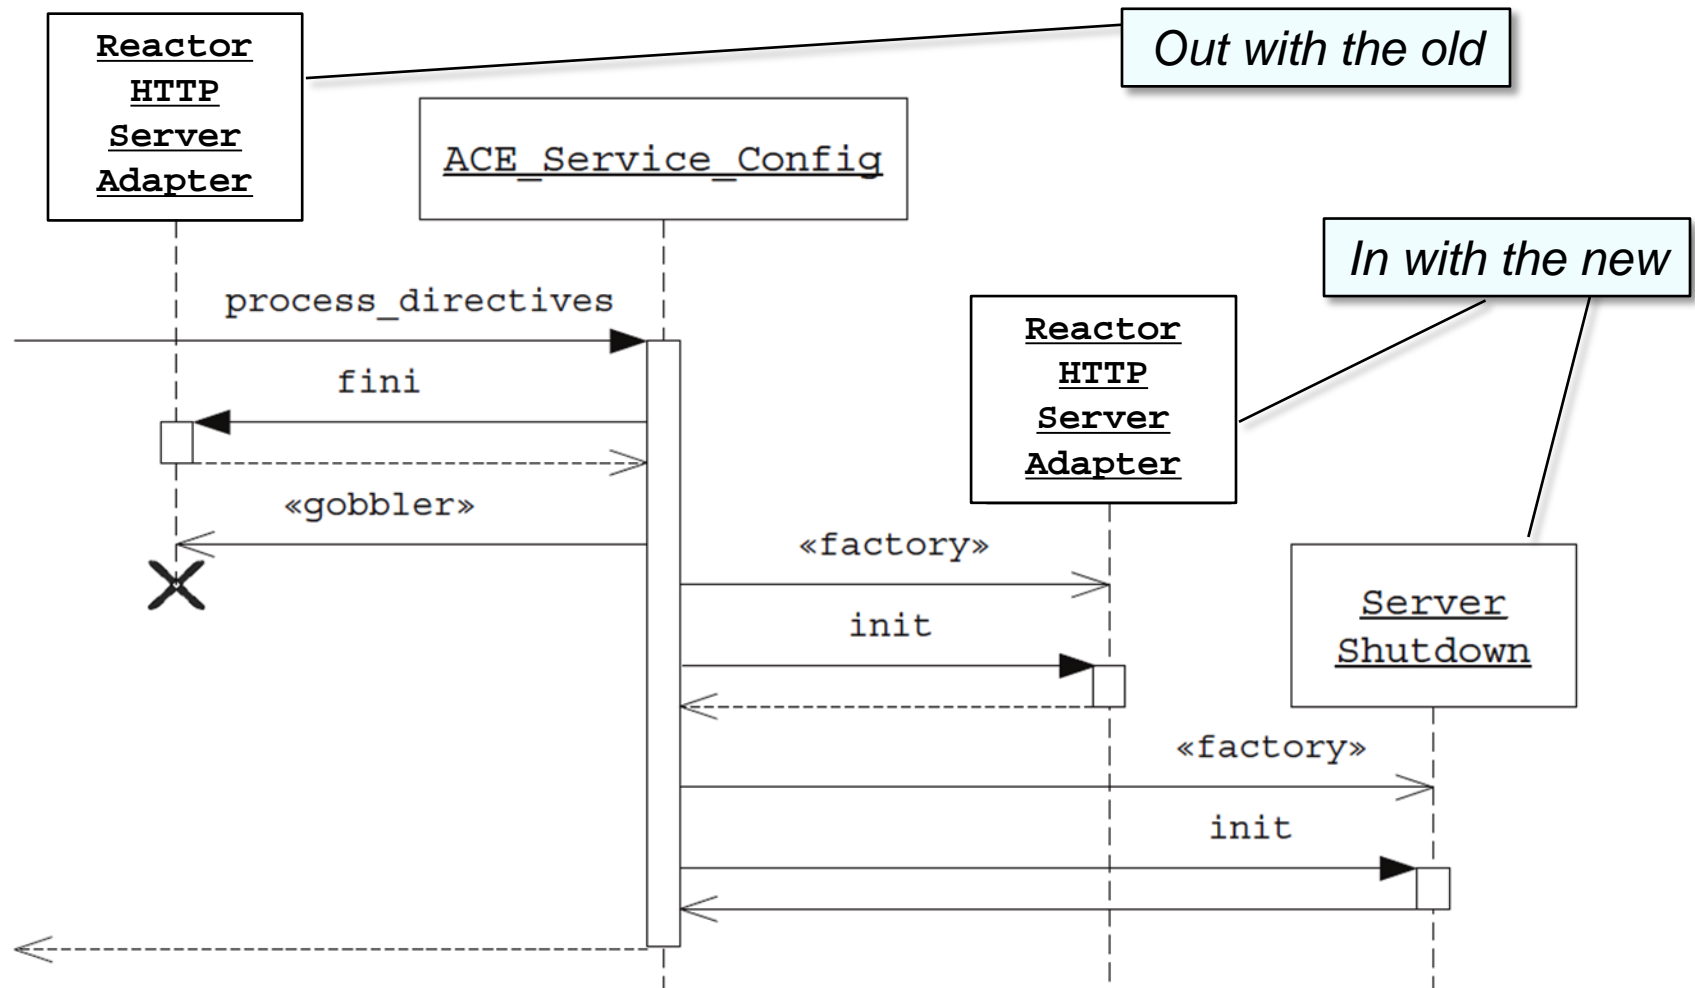 Reactor
HTTP
Server
Adapter
Out with the old
ACE_Service_Config
In with the new
process_directives
Reactor
HTTP
Server
Adapter
fini
«gobbler»
«factory»
Server
Shutdown
init
«factory»
init